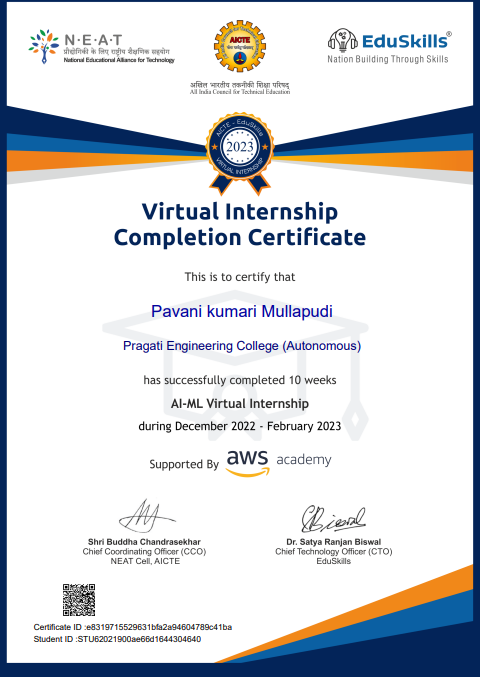 N·E·A·T
प्रौद्योगिकी के लिए राष्ट्रीय शैक्षणिक सहयोग
National Educational Alliance for Technology
AICTE
अखिल भारतीय तकनीकी शिक्षा परिषद्
All India Council for Technical Education
EduSkills®
Nation Building Through Skills
AICTE - EduSkills
2023
VIRTUAL INTERNSHIP
Virtual Internship
Completion Certificate
This is to certify that
Pavani kumari Mullapudi
Pragati Engineering College (Autonomous)
has successfully completed 10 weeks
AI-ML Virtual Internship
during December 2022 - February 2023
Supported By aws academy
Shri Buddha Chandrasekhar
Chief Coordinating Officer (CCO)
NEAT Cell, AICTE
Dr. Satya Ranjan Biswal
Chief Technology Officer (CTO)
EduSkills
Certificate ID :e8319715529631bfa2a94604789c41ba
Student ID :STU62021900ae66d1644304640